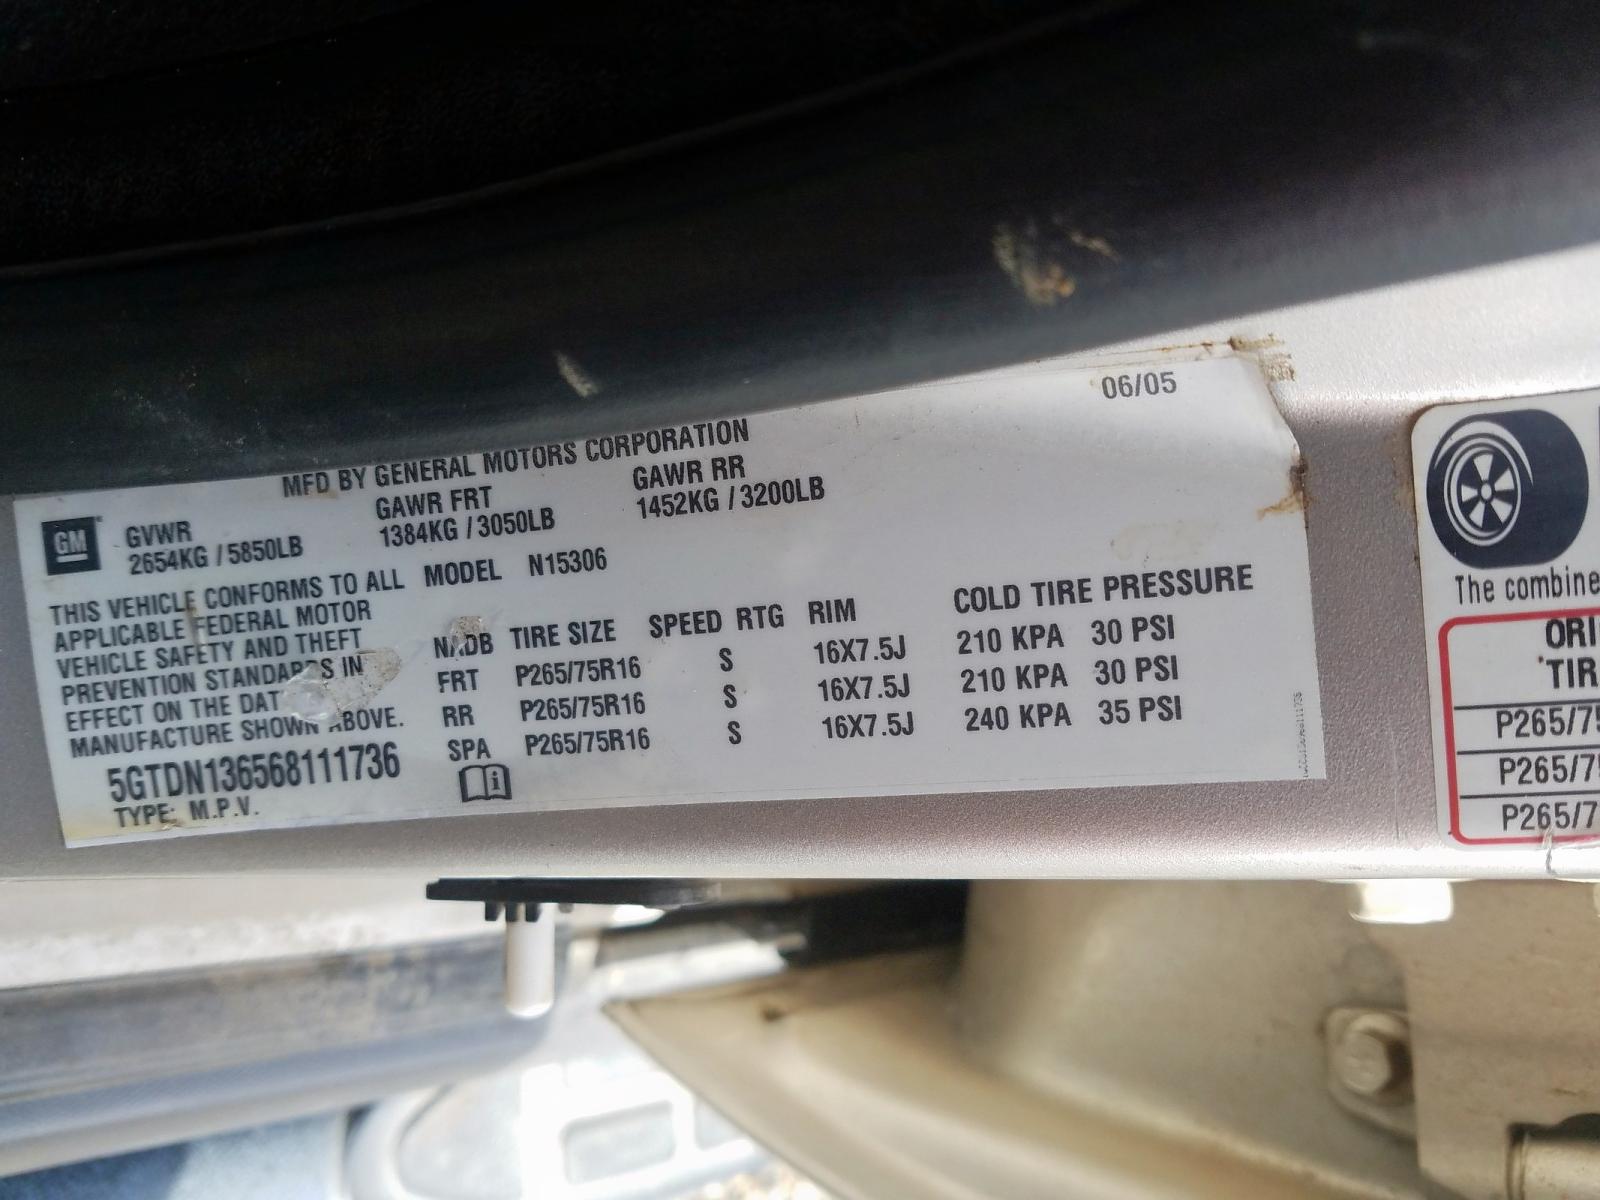 06/05
MFD BY GENERAL MOTORS CORPORATION
GM
GVWR GAWR FRT GAWR RR
2654KG / 5850LB 1384KG / 3050LB 1452KG / 3200LB
THIS VEHICLE CONFORMS TO ALL MODEL N15306
APPLICABLE FEDERAL MOTOR
VEHICLE SAFETY AND THEFT
PREVENTION STANDARDS IN
EFFECT ON THE DAT
MANUFACTURE SHOWN ABOVE.
TIRE SIZE SPEED RTG RIM COLD TIRE PRESSURE
FRT P265/75R16 S 16X7.5J 210 KPA 30 PSI
RR P265/75R16 S 16X7.5J 210 KPA 30 PSI
SPA P265/75R16 S 16X7.5J 240 KPA 35 PSI
5GTDN136568111736
TYPE: M.P.V.
The combine
ORI
TIR
P265/75
P265/75
P265/7